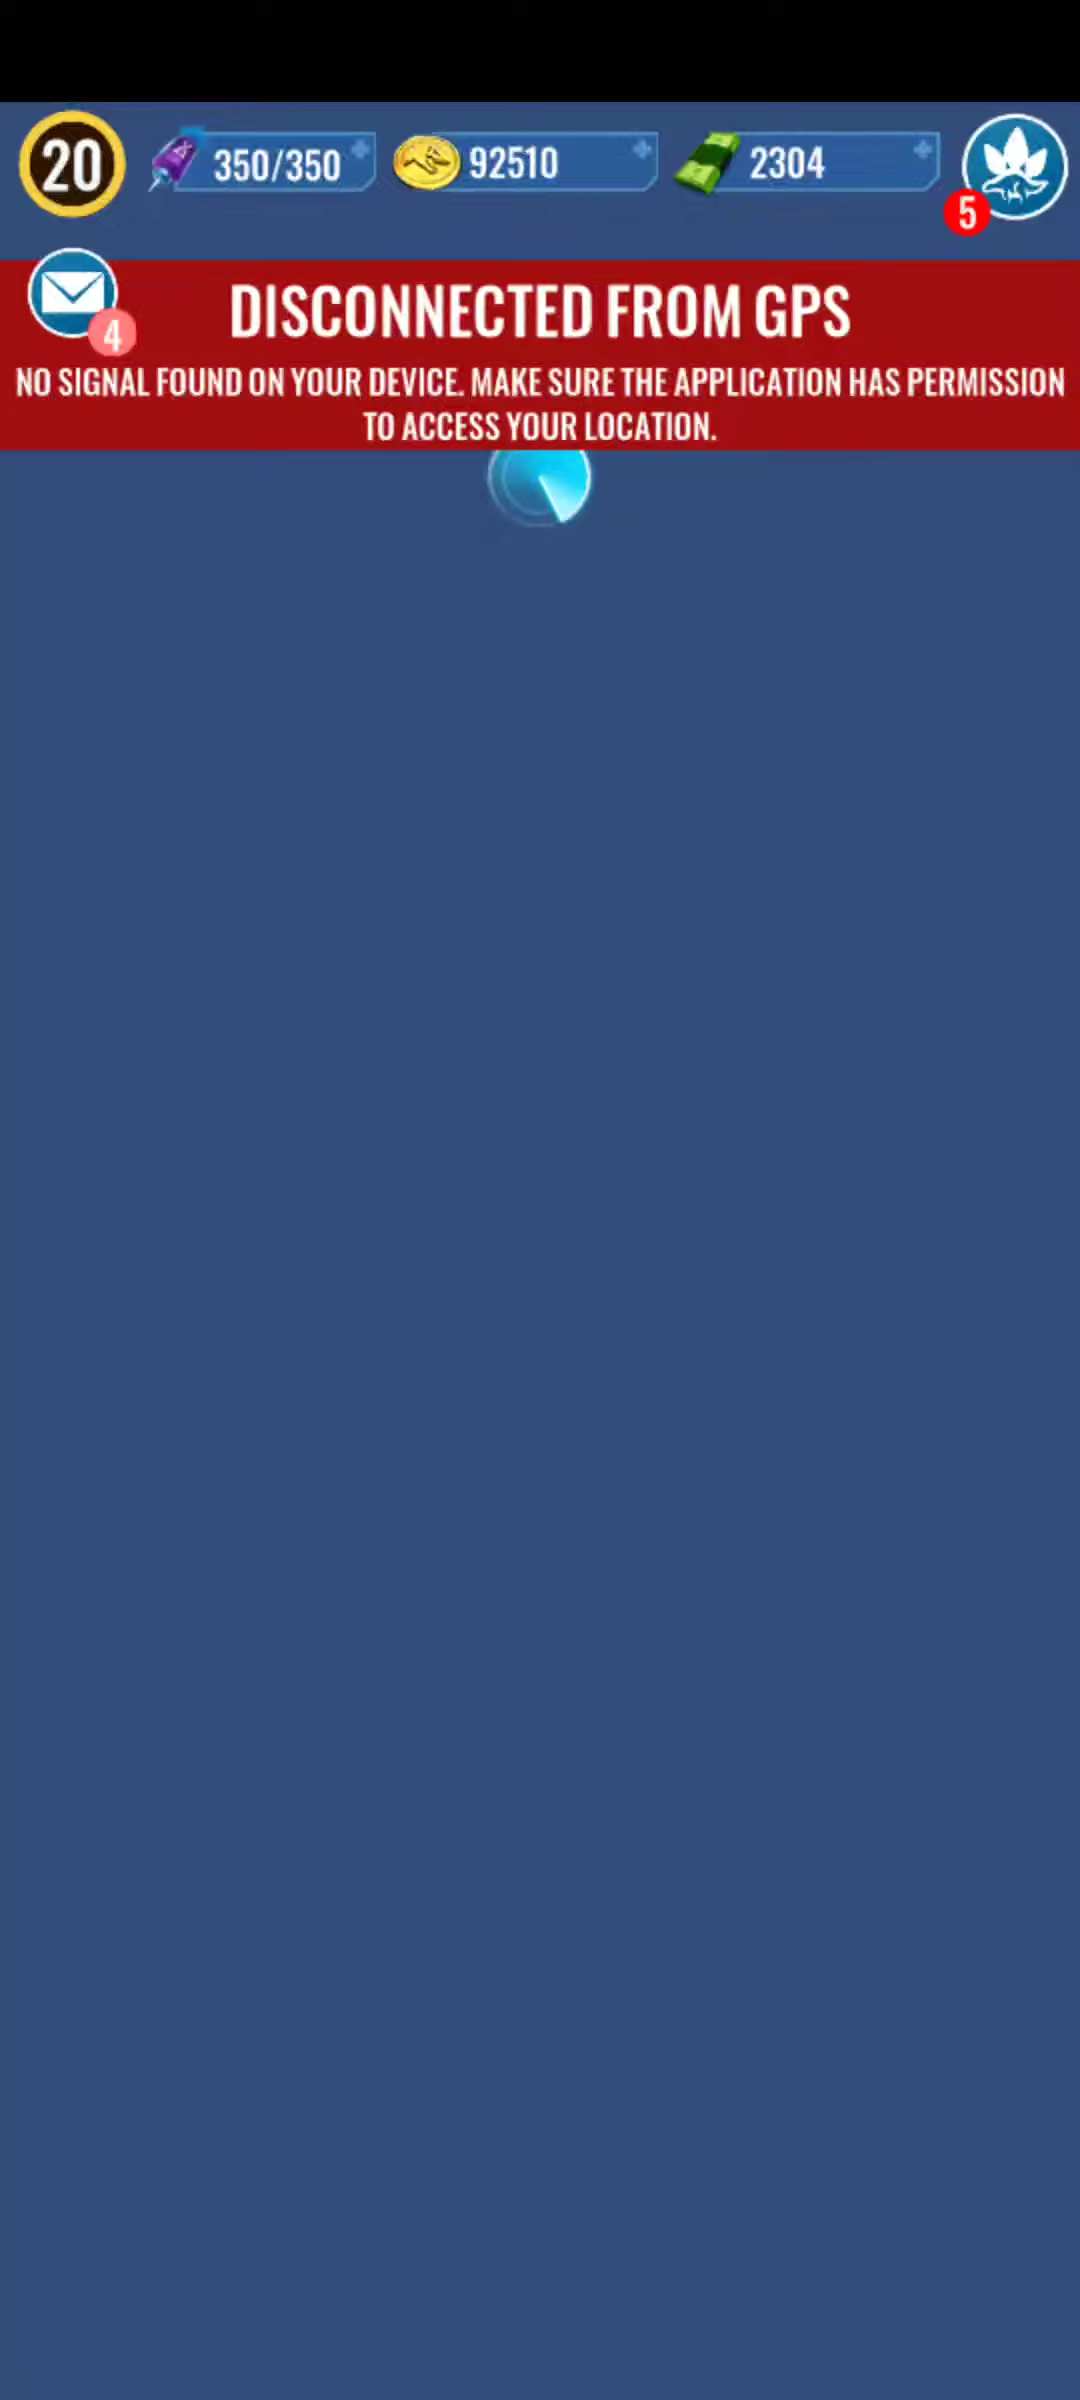 20
350/350
92510
2304
5
4
DISCONNECTED FROM GPS
NO SIGNAL FOUND ON YOUR DEVICE. MAKE SURE THE APPLICATION HAS PERMISSION
TO ACCESS YOUR LOCATION.